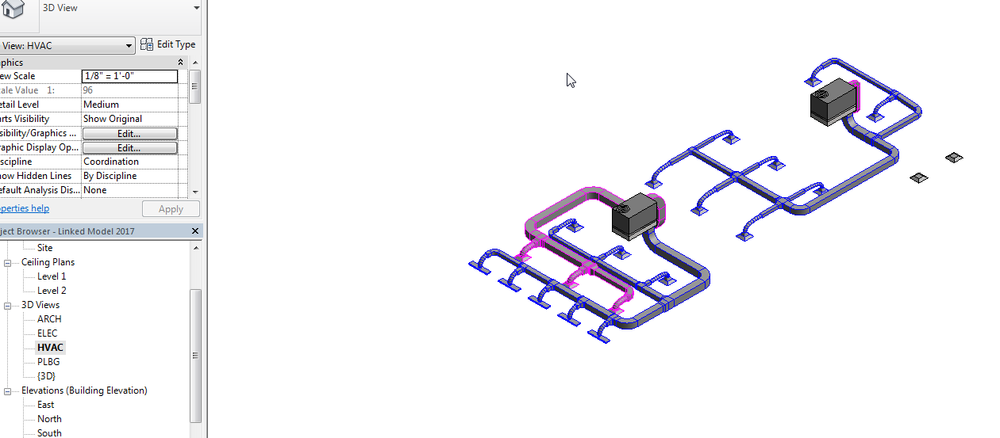 3D View
View: HVAC
Edit Type
phics
ew Scale 1/8" = 1'-0"
cale Value 1: 96
etail Level Medium
arts Visibility Show Original
sibility/Graphics ... Edit...
raphic Display Op... Edit...
iscipline Coordination
how Hidden Lines By Discipline
efault Analysis Dis... None
operties help
Apply
ject Browser - Linked Model 2017
Site
Ceiling Plans
Level 1
Level 2
3D Views
ARCH
ELEC
HVAC
PLBG
{3D}
Elevations (Building Elevation)
East
North
South